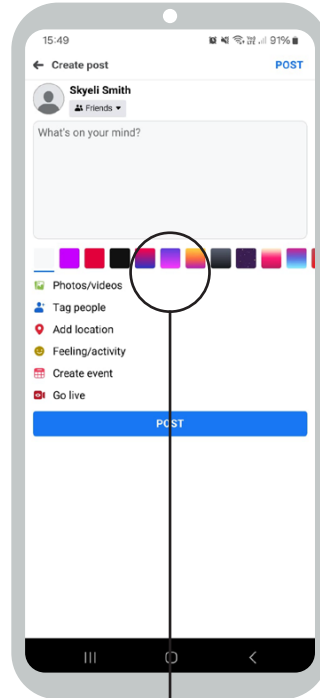 15:49
91%
Create post
POST
Skyeli Smith
Friends
What's on your mind?
Photos/videos
Tag people
Add location
Feeling/activity
Create event
Go live
POST